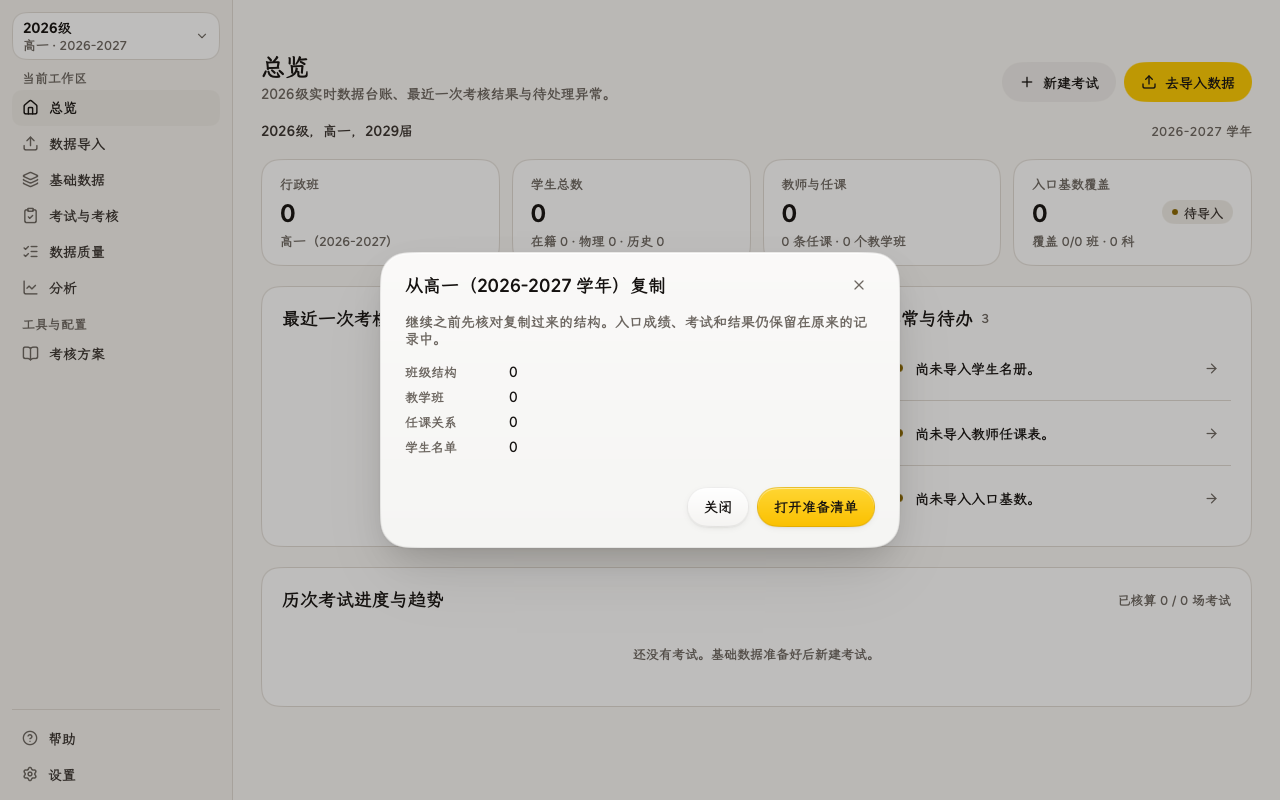 2026级
高一 · 2026-2027
当前工作区
总览
数据导入
基础数据
考试与考核
数据质量
分析
工具与配置
考核方案
帮助
设置
总览
2026级实时数据台账、最近一次考核结果与待处理异常。
新建考试
去导入数据
2026级，高一，2029届
2026-2027 学年
行政班
0
高一（2026-2027）
学生总数
0
在籍 0 · 物理 0 · 历史 0
教师与任课
0
0 条任课 · 0 个教学班
入口基数覆盖
0
待导入
覆盖 0/0 班 · 0 科
最近一次考
常与待办 3
尚未导入学生名册。
尚未导入教师任课表。
尚未导入入口基数。
从高一（2026-2027 学年）复制
继续之前先核对复制过来的结构。入口成绩、考试和结果仍保留在原来的记
录中。
班级结构 0
教学班 0
任课关系 0
学生名单 0
关闭
打开准备清单
历次考试进度与趋势
已核算 0 / 0 场考试
还没有考试。基础数据准备好后新建考试。